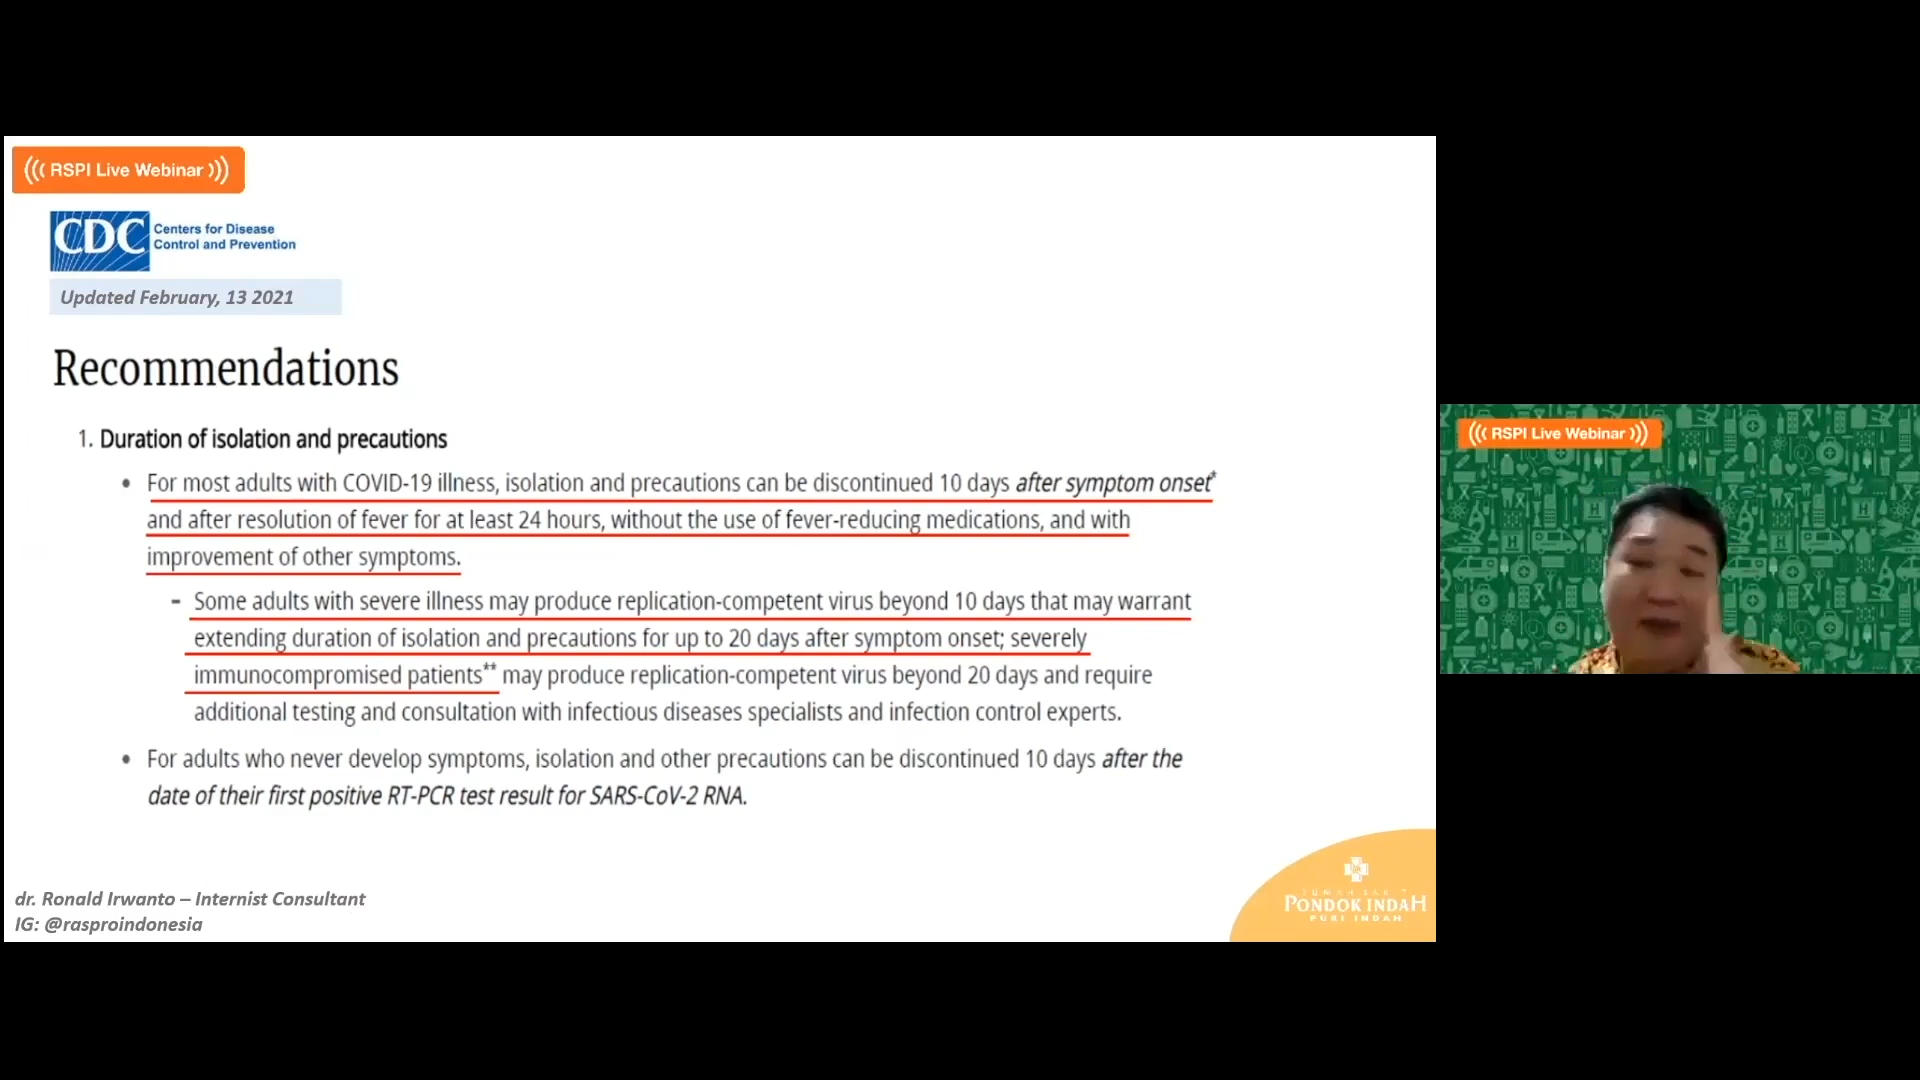 ((( RSPI Live Webinar )))
CDC
Centers for Disease
Control and Prevention
Updated February, 13 2021
Recommendations
1. Duration of isolation and precautions
• For most adults with COVID-19 illness, isolation and precautions can be discontinued 10 days after symptom onset*
and after resolution of fever for at least 24 hours, without the use of fever-reducing medications, and with
improvement of other symptoms.
– Some adults with severe illness may produce replication-competent virus beyond 10 days that may warrant
extending duration of isolation and precautions for up to 20 days after symptom onset; severely
immunocompromised patients** may produce replication-competent virus beyond 20 days and require
additional testing and consultation with infectious diseases specialists and infection control experts.
• For adults who never develop symptoms, isolation and other precautions can be discontinued 10 days after the
date of their first positive RT-PCR test result for SARS-CoV-2 RNA.
dr. Ronald Irwanto – Internist Consultant
IG: @rasproindonesia
PONDOK INDAH
PURI INDAH
((( RSPI Live Webinar )))